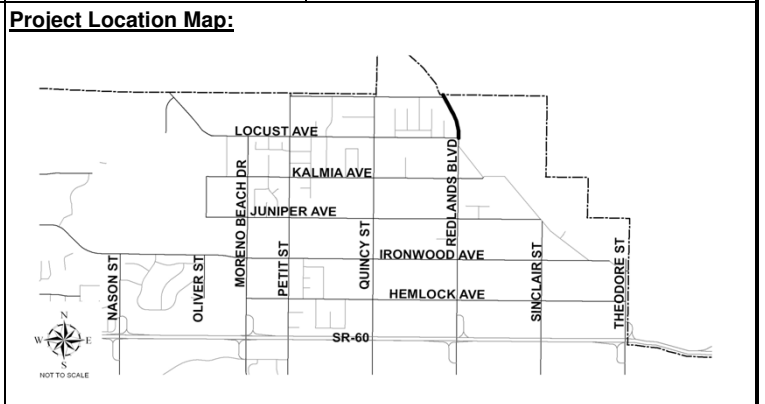 Project Location Map:
LOCUST AVE
KALMIA AVE
JUNIPER AVE
IRONWOOD AVE
HEMLOCK AVE
SR-60
NASON ST
OLIVER ST
MORENO BEACH DR
PETIT ST
QUINCY ST
REDLANDS BLVD
SINCLAIR ST
THEODORE ST
N
W E
S
NOT TO SCALE